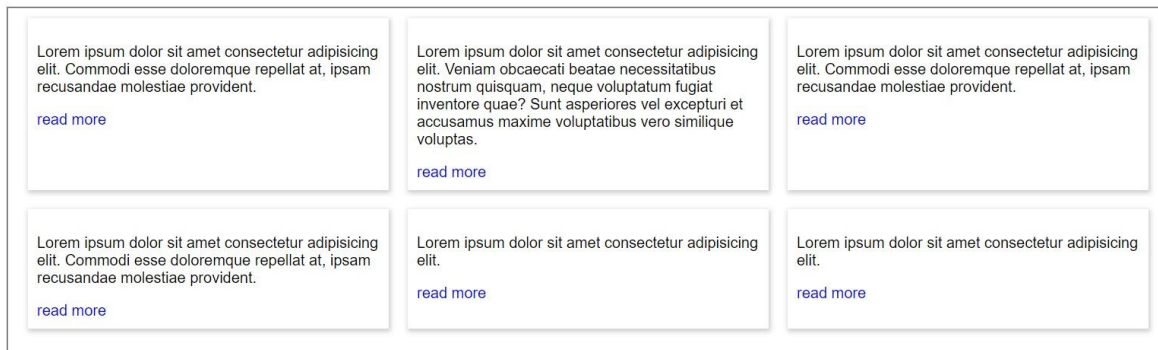 Lorem ipsum dolor sit amet consectetur adipisicing
elit. Commodi esse doloremque repellat at, ipsam
recusandae molestiae provident.
read more
Lorem ipsum dolor sit amet consectetur adipisicing
elit. Veniam obcaecati beatae necessitatibus
nostrum quisquam, neque voluptatum fugiat
inventore quae? Sunt asperiores vel excepturi et
accusamus maxime voluptatibus vero similique
voluptas.
read more
Lorem ipsum dolor sit amet consectetur adipisicing
elit. Commodi esse doloremque repellat at, ipsam
recusandae molestiae provident.
read more
Lorem ipsum dolor sit amet consectetur adipisicing
elit. Commodi esse doloremque repellat at, ipsam
recusandae molestiae provident.
read more
Lorem ipsum dolor sit amet consectetur adipisicing
elit.
read more
Lorem ipsum dolor sit amet consectetur adipisicing
elit.
read more